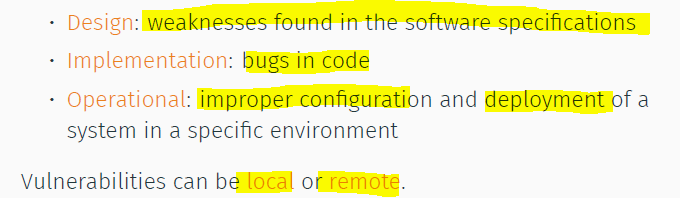 • Design: weaknesses found in the software specifications
• Implementation: bugs in code
• Operational: improper configuration and deployment of a
system in a specific environment
Vulnerabilities can be local or remote.